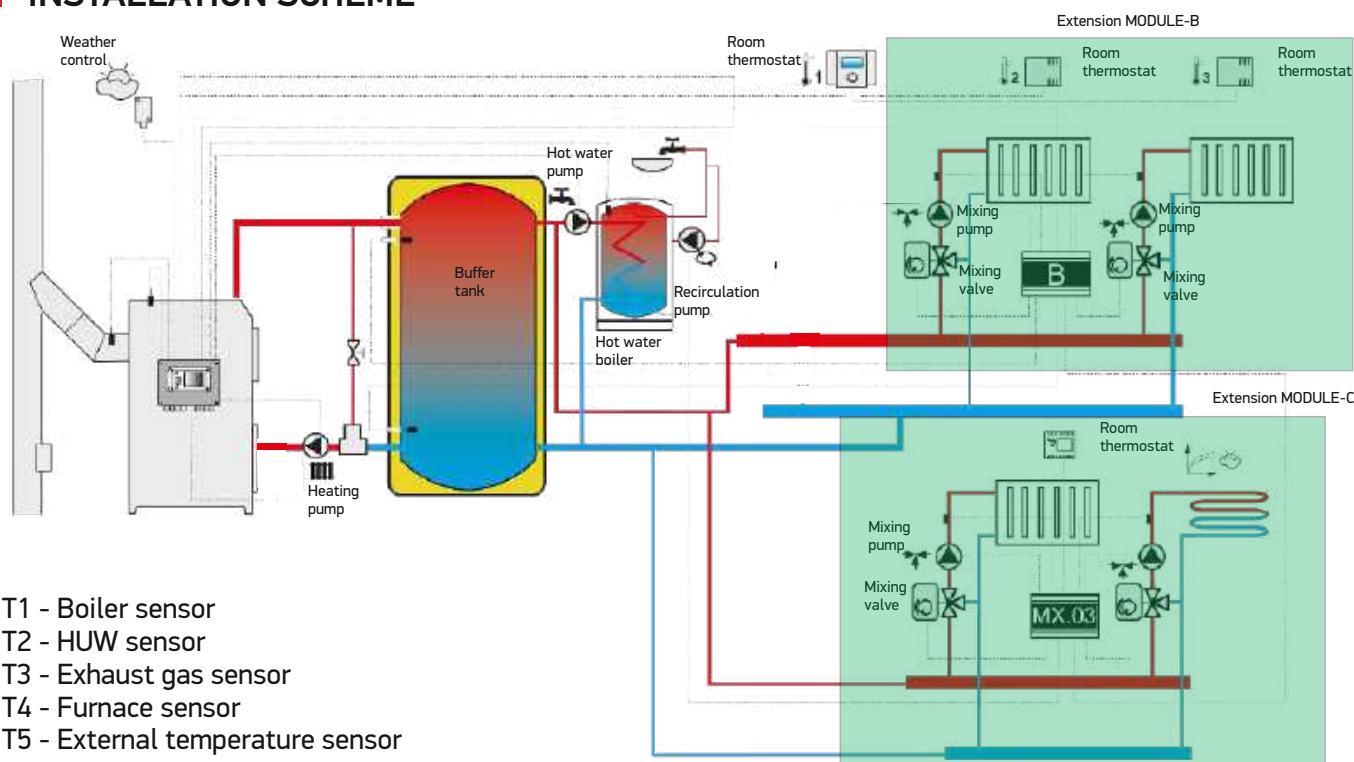 INSTALLATION SCHEME
Extension MODULE-B
Weather
control
Room
thermostat
1
2
Room
thermostat
3
Room
thermostat
Hot water
pump
Mixing
pump
Mixing
pump
Buffer
tank
B
Mixing
valve
Mixing
valve
Recirculation
pump
Hot water
boiler
Extension MODULE-C
Room
thermostat
Heating
pump
Mixing
pump
Mixing
valve
MX.03
T1 - Boiler sensor
T2 - HUW sensor
T3 - Exhaust gas sensor
T4 - Furnace sensor
T5 - External temperature sensor